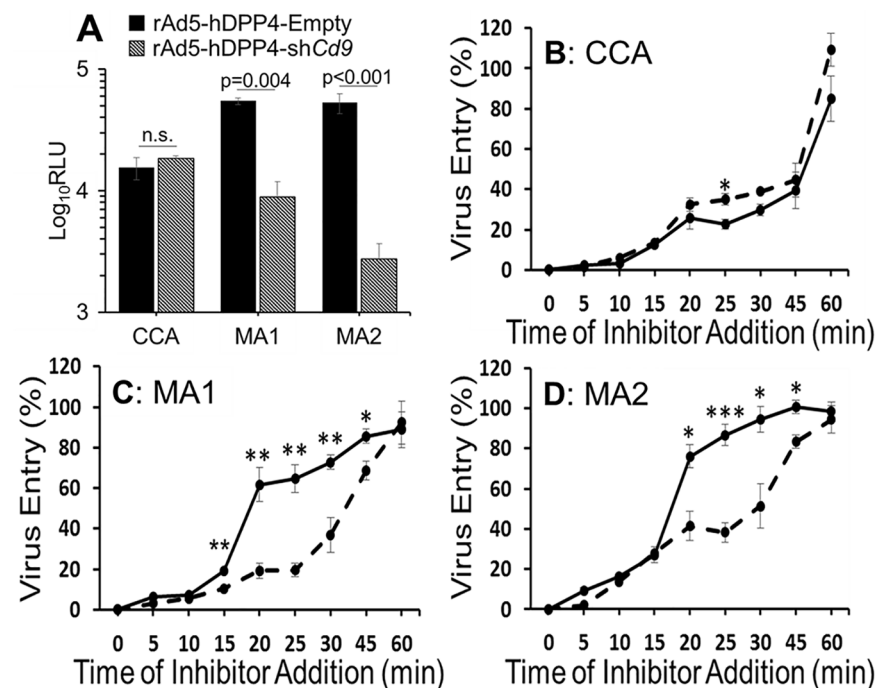 A
rAd5-hDPP4-Empty
rAd5-hDPP4-shCd9
Log10RLU
5
4
3
n.s.
p=0.004
p<0.001
CCA MA1 MA2
B: CCA
Virus Entry (%)
120
100
80
60
40
20
0
*
0 5 10 15 20 25 30 45 60
Time of Inhibitor Addition (min)
C: MA1
Virus Entry (%)
120
100
80
60
40
20
0
** ** ** ** *
0 5 10 15 20 25 30 45 60
Time of Inhibitor Addition (min)
D: MA2
Virus Entry (%)
120
100
80
60
40
20
0
* *** * *
0 5 10 15 20 25 30 45 60
Time of Inhibitor Addition (min)